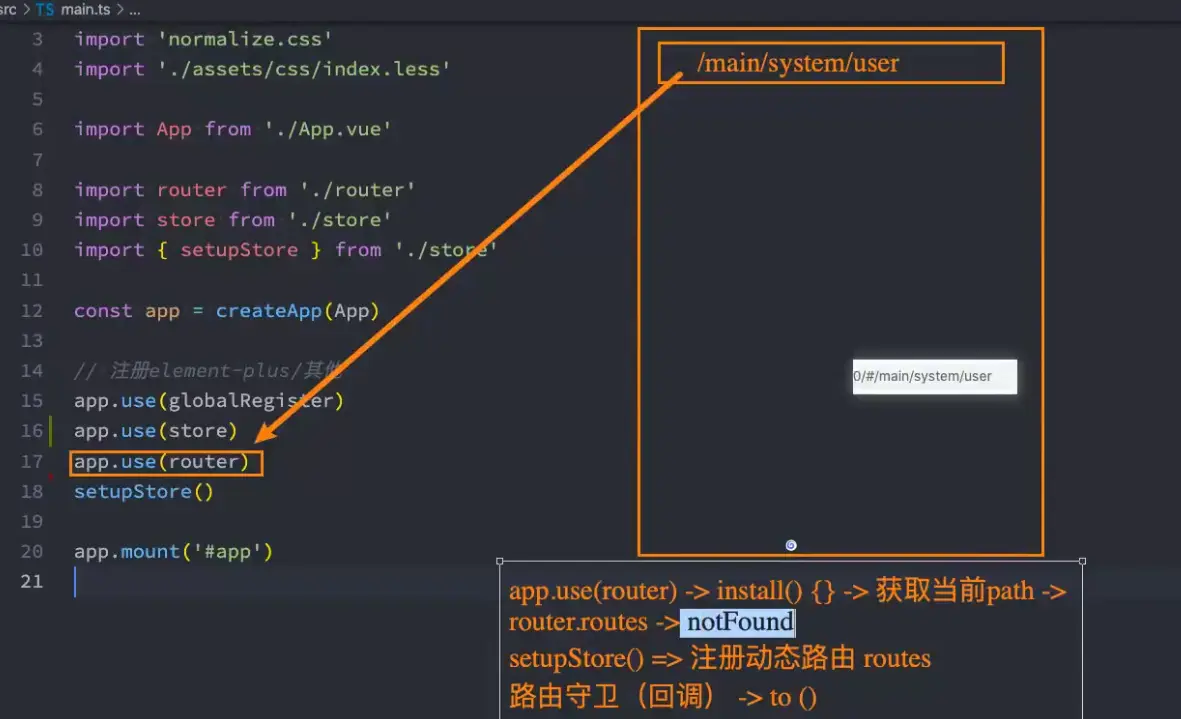 src > TS main.ts > ...
3 import 'normalize.css'
4 import './assets/css/index.less'
5
6 import App from './App.vue'
7
8 import router from './router'
9 import store from './store'
10 import { setupStore } from './store'
11
12 const app = createApp(App)
13
14 // 注册element-plus/其他
15 app.use(globalRegister)
16 app.use(store)
17 app.use(router)
18 setupStore()
19
20 app.mount('#app')
21
/main/system/user
0/#/main/system/user
app.use(router) -> install() {} -> 获取当前path ->
router.routes -> notFound
setupStore() => 注册动态路由 routes
路由守卫（回调） -> to ()